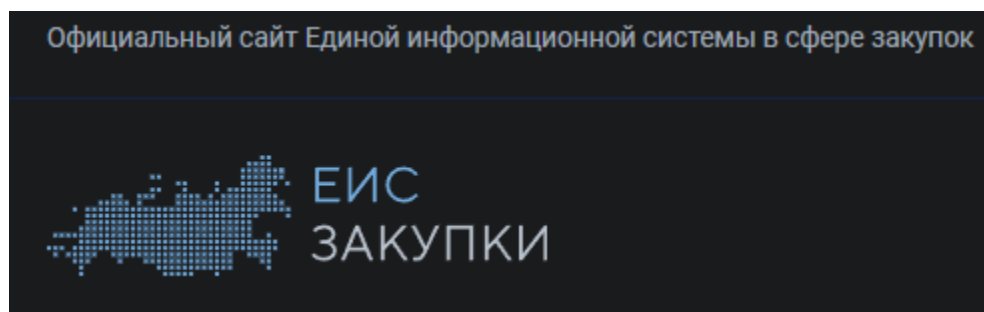 Официальный сайт Единой информационной системы в сфере закупок
ЕИС
ЗАКУПКИ